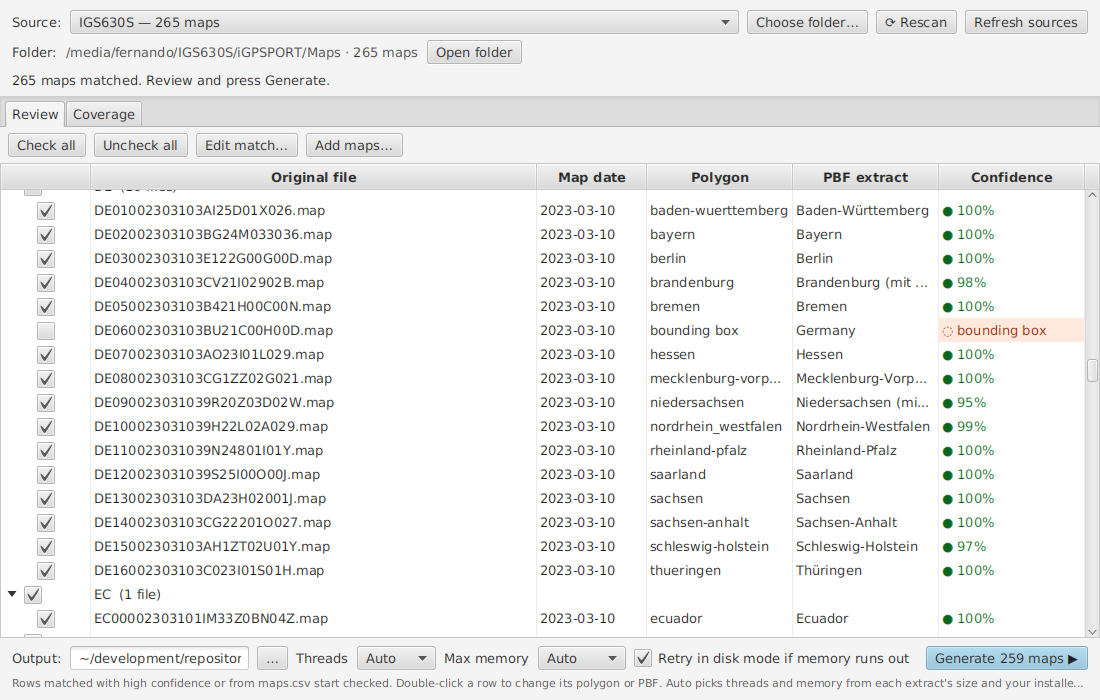 Source: IGS630S — 265 maps Choose folder... ⟳ Rescan Refresh sources
Folder: /media/fernando/IGS630S/iGPSPORT/Maps · 265 maps Open folder
265 maps matched. Review and press Generate.
Review Coverage
Check all Uncheck all Edit match... Add maps...
Original file Map date Polygon PBF extract Confidence
DE01002303103AI25D01X026.map 2023-03-10 baden-wuerttemberg Baden-Württemberg 100%
DE02002303103BG24M033036.map 2023-03-10 bayern Bayern 100%
DE03002303103E122G00G00D.map 2023-03-10 berlin Berlin 100%
DE04002303103CV21I02902B.map 2023-03-10 brandenburg Brandenburg (mit ... 98%
DE05002303103B421H00C00N.map 2023-03-10 bremen Bremen 100%
DE06002303103BU21C00H00D.map 2023-03-10 bounding box Germany bounding box
DE07002303103AO23I01L029.map 2023-03-10 hessen Hessen 100%
DE08002303103CG1ZZ02G021.map 2023-03-10 mecklenburg-vorp... Mecklenburg-Vorp... 100%
DE090023031039R20Z03D02W.map 2023-03-10 niedersachsen Niedersachsen (mi... 95%
DE100023031039H22L02A029.map 2023-03-10 nordrhein_westfalen Nordrhein-Westfalen 99%
DE110023031039N24801I01Y.map 2023-03-10 rheinland-pfalz Rheinland-Pfalz 100%
DE120023031039S25I00O00J.map 2023-03-10 saarland Saarland 100%
DE13002303103DA23H02001J.map 2023-03-10 sachsen Sachsen 100%
DE14002303103CG22201O027.map 2023-03-10 sachsen-anhalt Sachsen-Anhalt 100%
DE15002303103AH1ZT02U01Y.map 2023-03-10 schleswig-holstein Schleswig-Holstein 97%
DE16002303103C023I01S01H.map 2023-03-10 thueringen Thüringen 100%
EC (1 file)
EC00002303101IM33Z0BN04Z.map 2023-03-10 ecuador Ecuador 100%
Output: ~/development/repositor ... Threads Auto Max memory Auto Retry in disk mode if memory runs out Generate 259 maps ▶
Rows matched with high confidence or from maps.csv start checked. Double-click a row to change its polygon or PBF. Auto picks threads and memory from each extract's size and your installe...